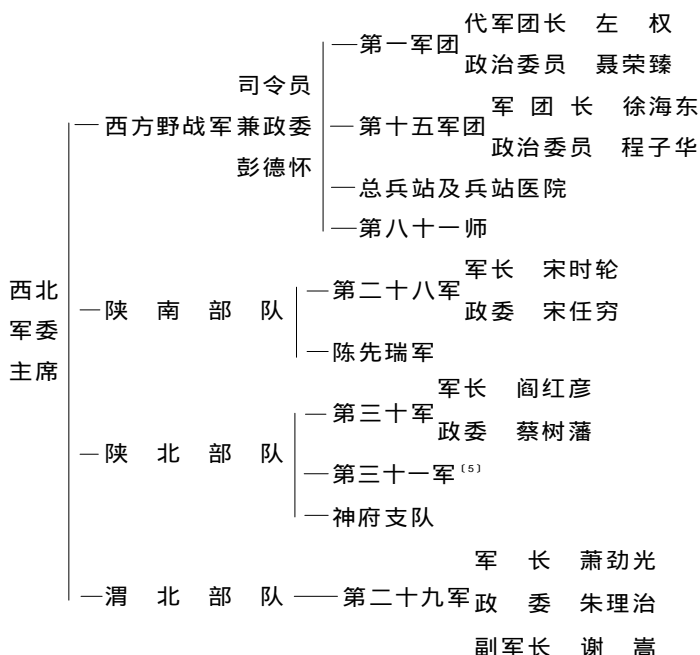 代军团长 左 权
第一军团
政治委员 聂荣臻
司令员
军 团 长 徐海东
西方野战军兼政委
第十五军团
政治委员 程子华
彭德怀
总兵站及兵站医院
第八十一师
西北
军委
主席
军长 宋时轮
陕 南 部 队
第二十八军
政委 宋任穷
陈先瑞军
军长 阎红彦
第三十军
政委 蔡树藩
陕 北 部 队
第三十一军〔5〕
神府支队
军 长 萧劲光
渭 北 部 队
第二十九军
政 委 朱理治
副军长 谢 嵩